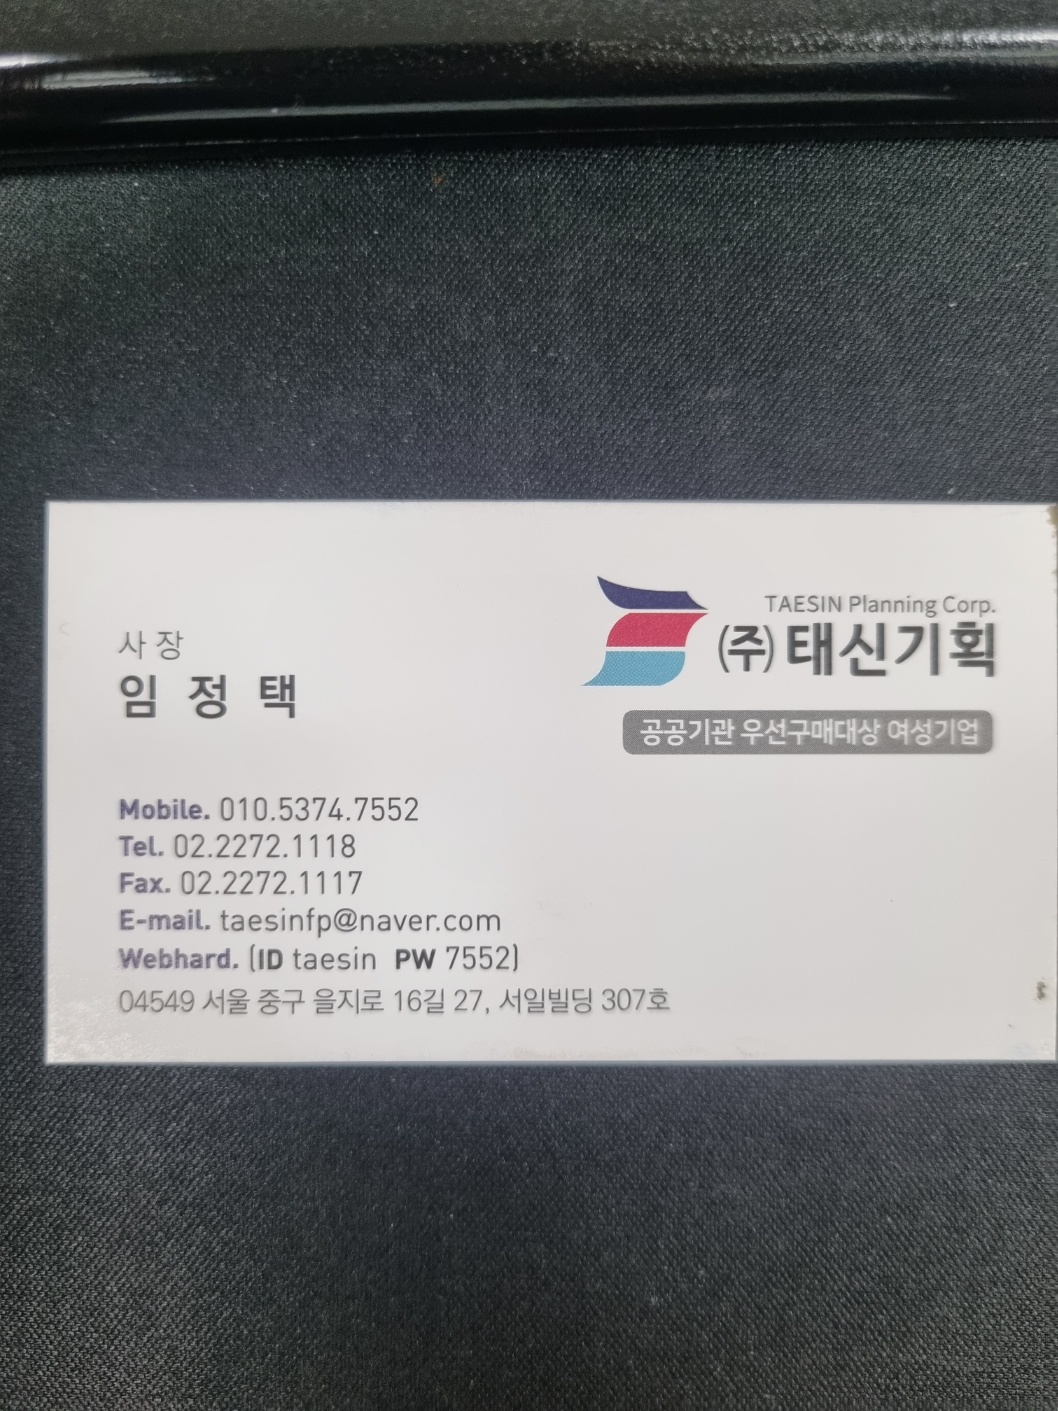 사장
임정택
TAESIN Planning Corp.
(주)태신기획
공공기관 우선구매대상 여성기업
Mobile. 010.5374.7552
Tel. 02.2272.1118
Fax. 02.2272.1117
E-mail. taesinfp@naver.com
Webhard. (ID taesin PW 7552)
04549 서울 중구 을지로 16길 27, 서일빌딩 307호